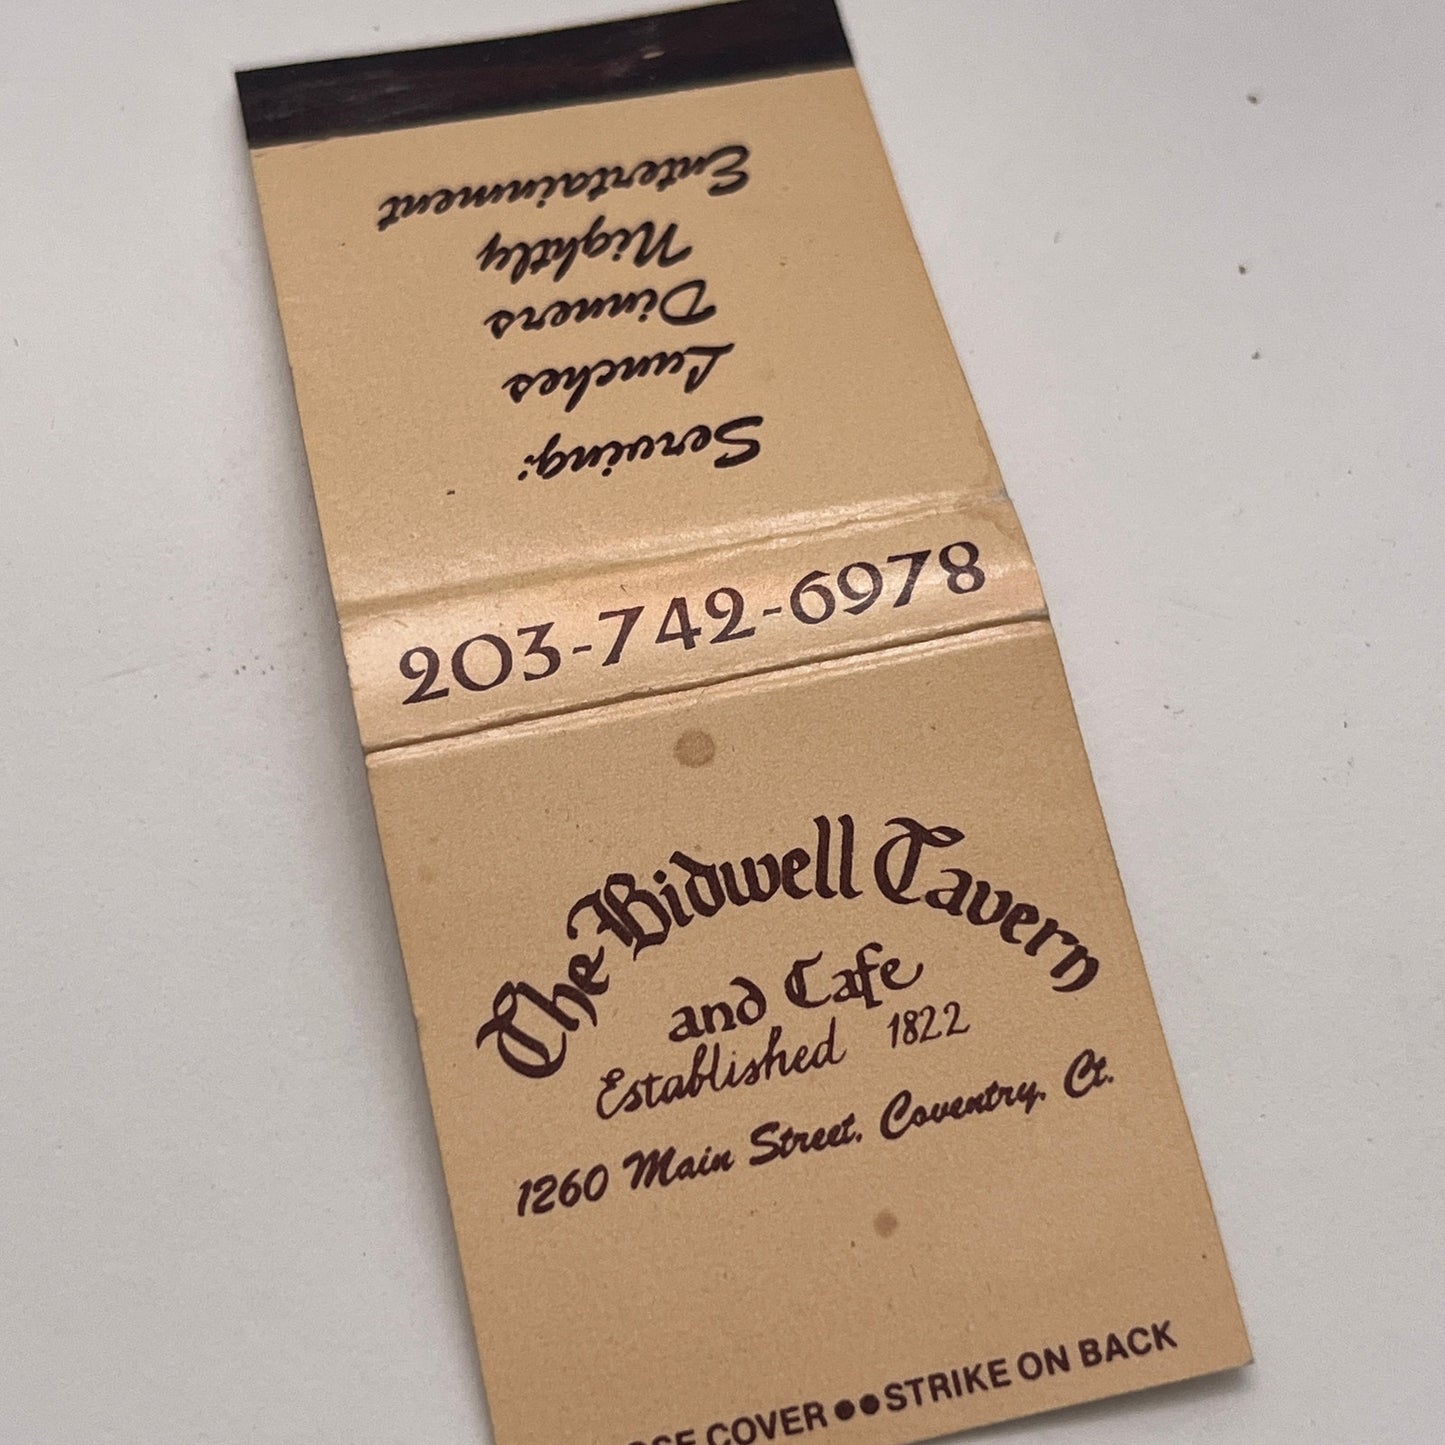 Serving:
Lunches
Dinners
Nightly
Entertainment
203-742-6978
The Bidwell Tavern
and Cafe
Established 1822
1260 Main Street, Coventry, Ct.
COVER ●● STRIKE ON BACK